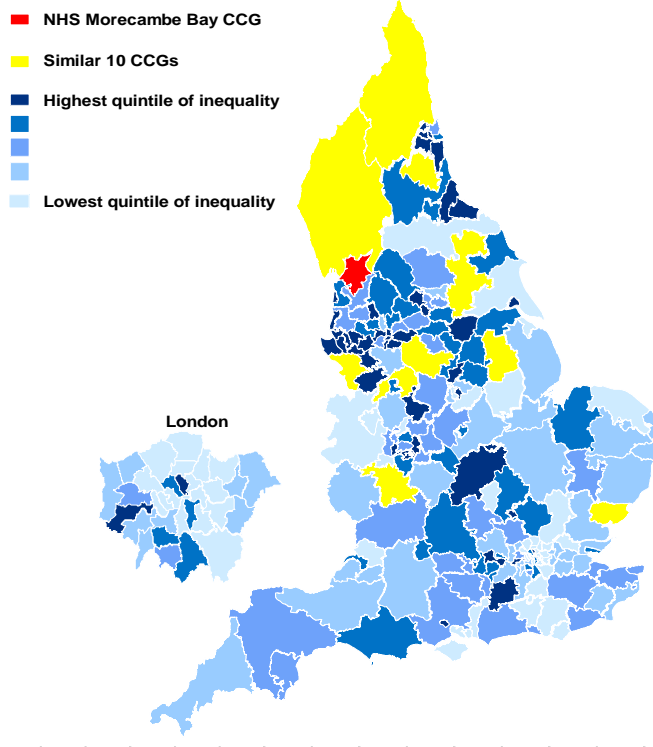 NHS Morecambe Bay CCG
Similar 10 CCGs
Highest quintile of inequality
Lowest quintile of inequality
London